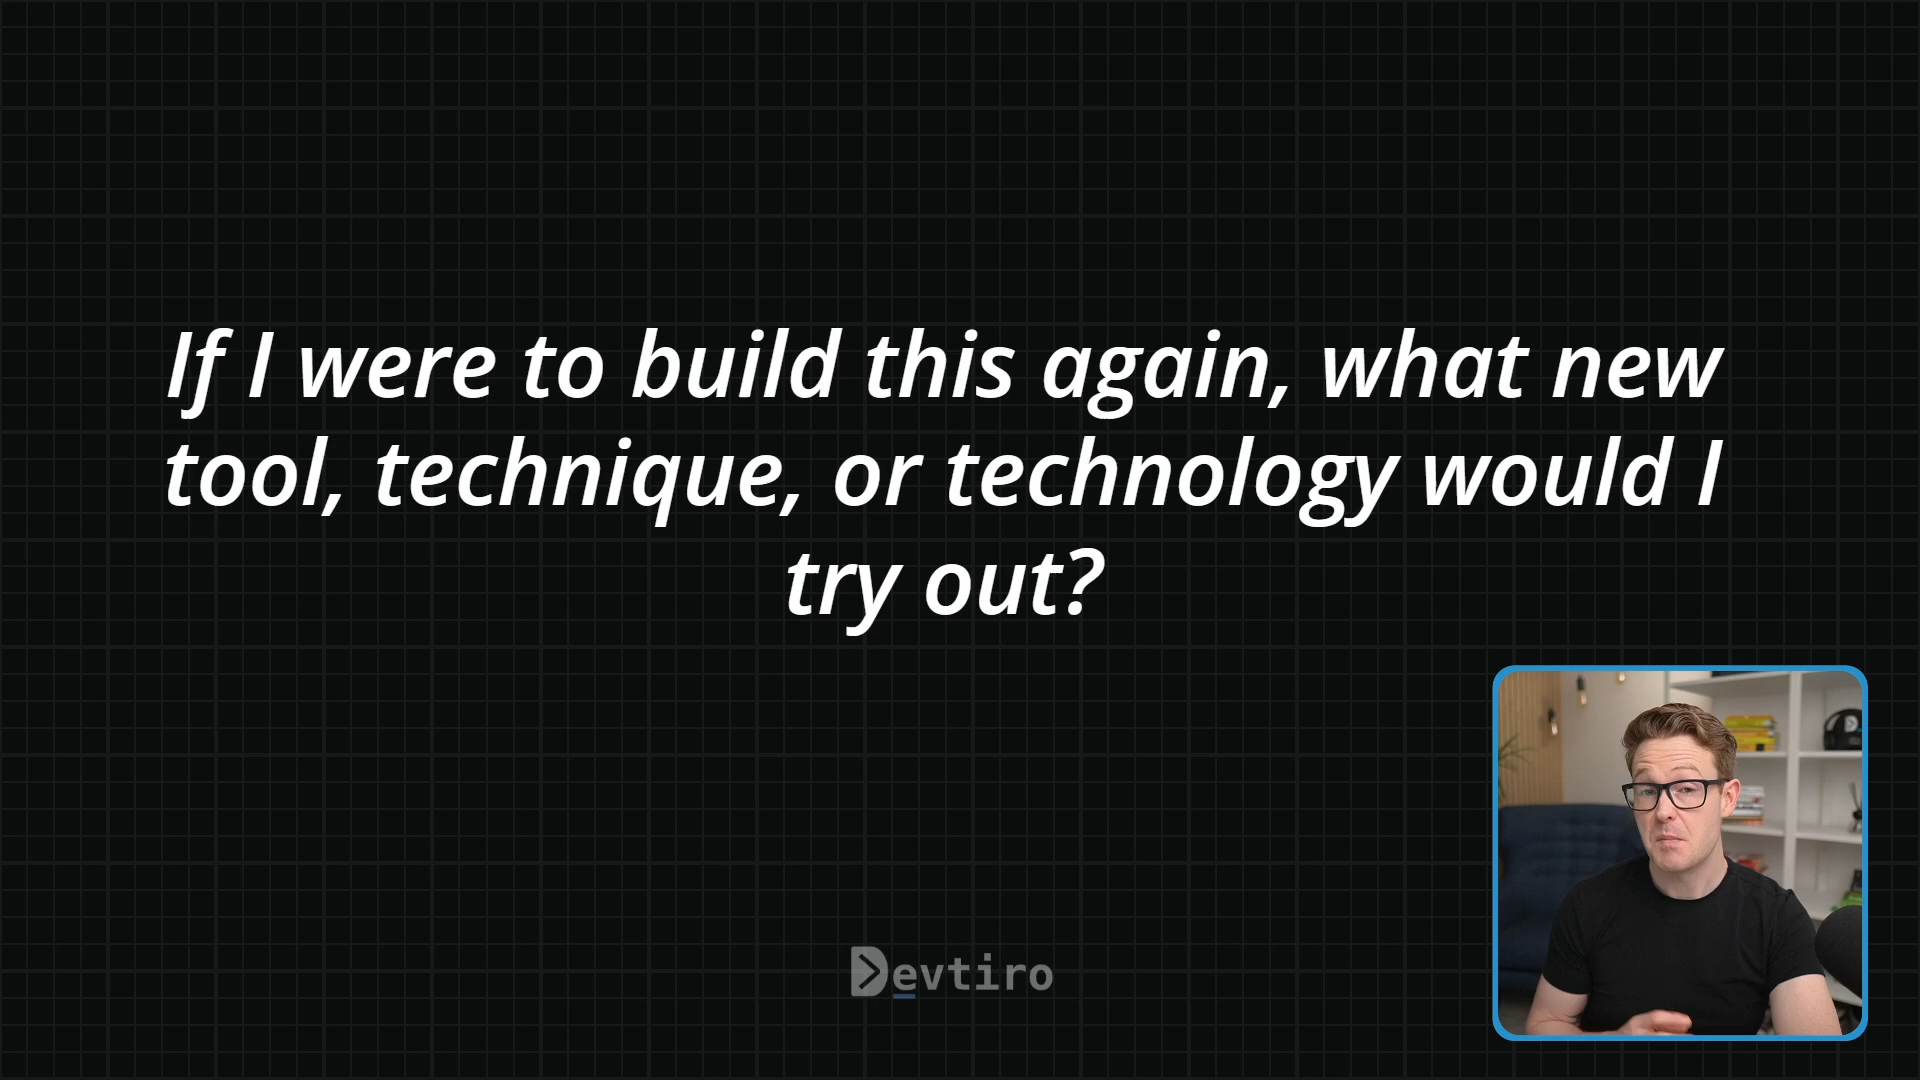 If I were to build this again, what new
tool, technique, or technology would I
try out?
Devtiro